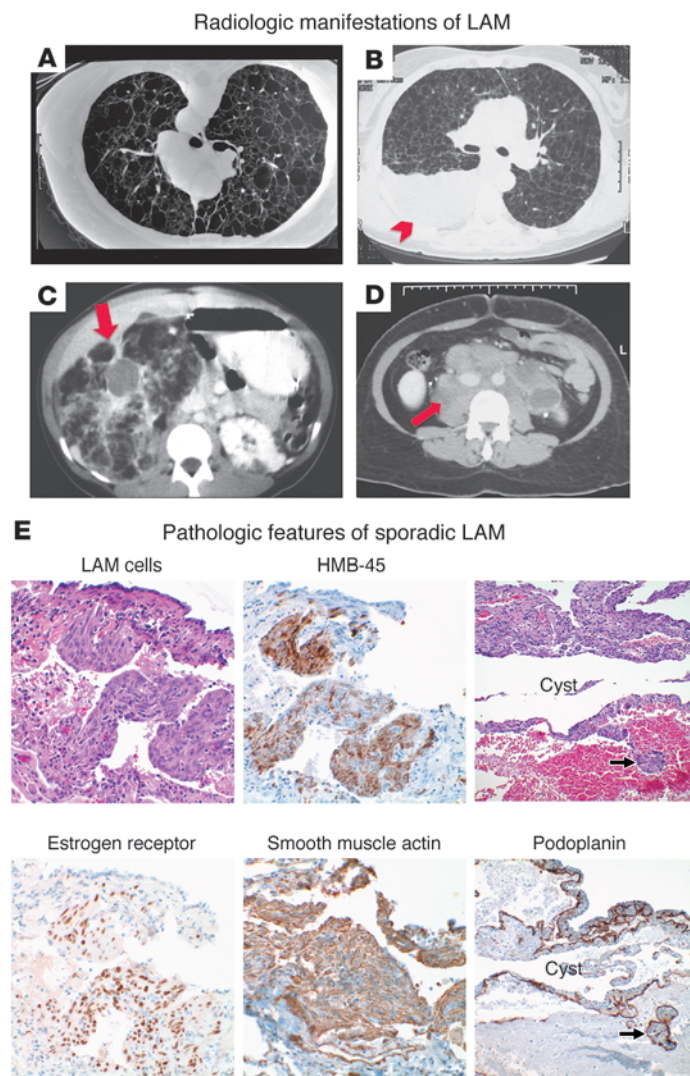 Radiologic manifestations of LAM
A
B
C
D
L
E
Pathologic features of sporadic LAM
LAM cells
HMB-45
Cyst
Estrogen receptor
Smooth muscle actin
Podoplanin
Cyst